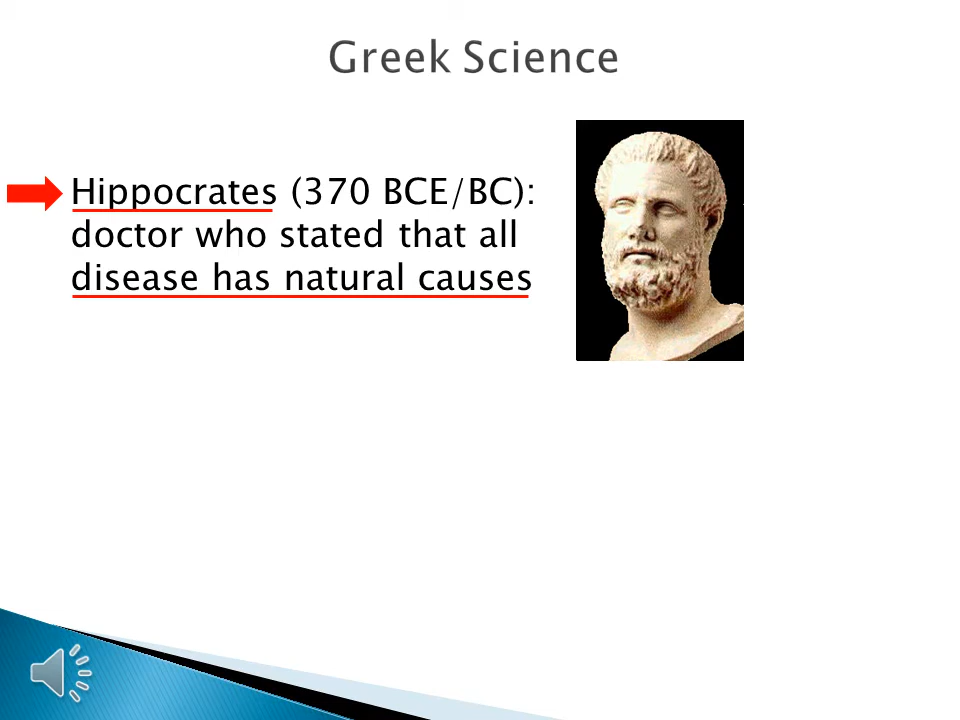 Greek Science
Hippocrates (370 BCE/BC):
doctor who stated that all
disease has natural causes